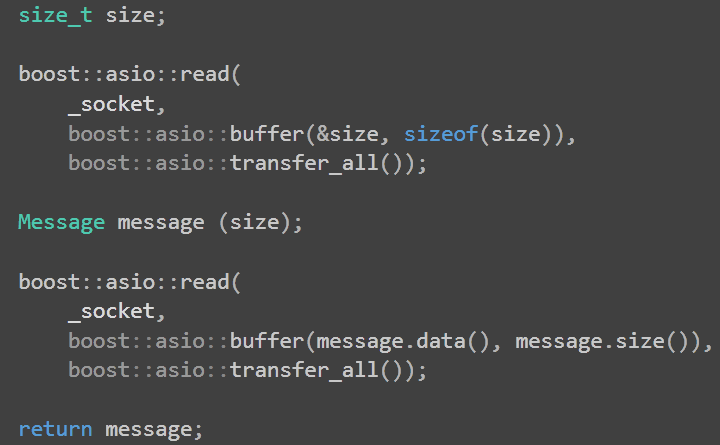 size_t size;
boost::asio::read(
_socket,
boost::asio::buffer(&size, sizeof(size)),
boost::asio::transfer_all());
Message message (size);
boost::asio::read(
_socket,
boost::asio::buffer(message.data(), message.size()),
boost::asio::transfer_all());
return message;